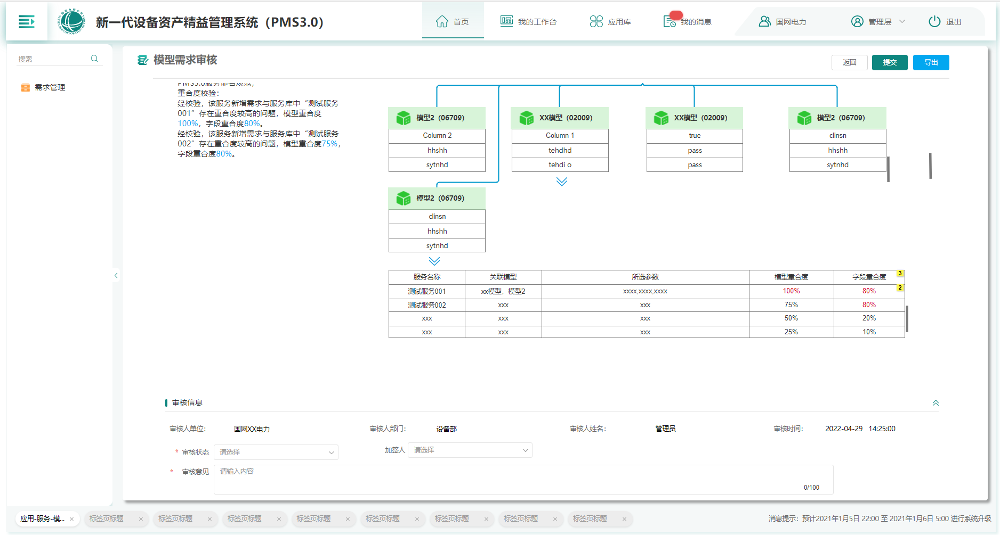 新一代设备资产精益管理系统（PMS3.0）
首页
我的工作台
应用库
我的消息
国网电力
管理层
退出
搜索
需求管理
模型需求审核
返回
提交
导出
PMS3.0服务命名规范，
重合度校验：
经校验，该服务新增需求与服务库中“测试服务
001”存在重合度较高的问题，模型重合度
100%，字段重合度80%。
经校验，该服务新增需求与服务库中“测试服务
002”存在重合度较高的问题，模型重合度75%，
字段重合度80%。
模型2（06709）
Column 2
hhshh
sytnhd
XX模型（02009）
Column 1
tehdhd
tehdi o
XX模型（02009）
true
pass
pass
模型2（06709）
clinsn
hhshh
sytnhd
模型2（06709）
clinsn
hhshh
sytnhd
服务名称 关联模型 所选参数 模型重合度 字段重合度 3
测试服务001 xx模型，模型2 xxxx,xxxx,xxxx 100% 80% 2
测试服务002 xxx xxx 75% 80%
xxx xxx xxx 50% 20%
xxx xxx xxx 25% 10%
审核信息
审核人单位： 国网XX电力 审核人部门： 设备部 审核人姓名： 管理员 审核时间： 2022-04-29 14:25:00
* 审核状态 请选择 加签人 请选择
* 审核意见 请输入内容
0/100
应用-服务-模... × 标签页标题 × 标签页标题 × 标签页标题 × 标签页标题 × 标签页标题 × 标签页标题 × 标签页标题 × 标签页标题 × 消息提示：预计2021年1月5日 22:00 至 2021年1月6日 5:00 进行系统升级